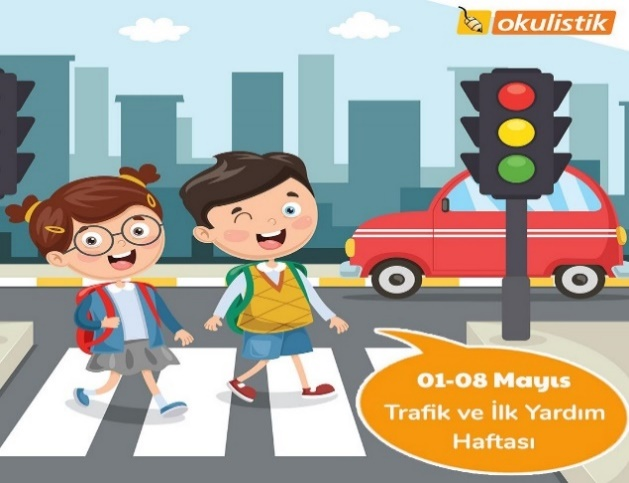 okulistik
01-08 Mayıs
Trafik ve İlk Yardım
Haftası